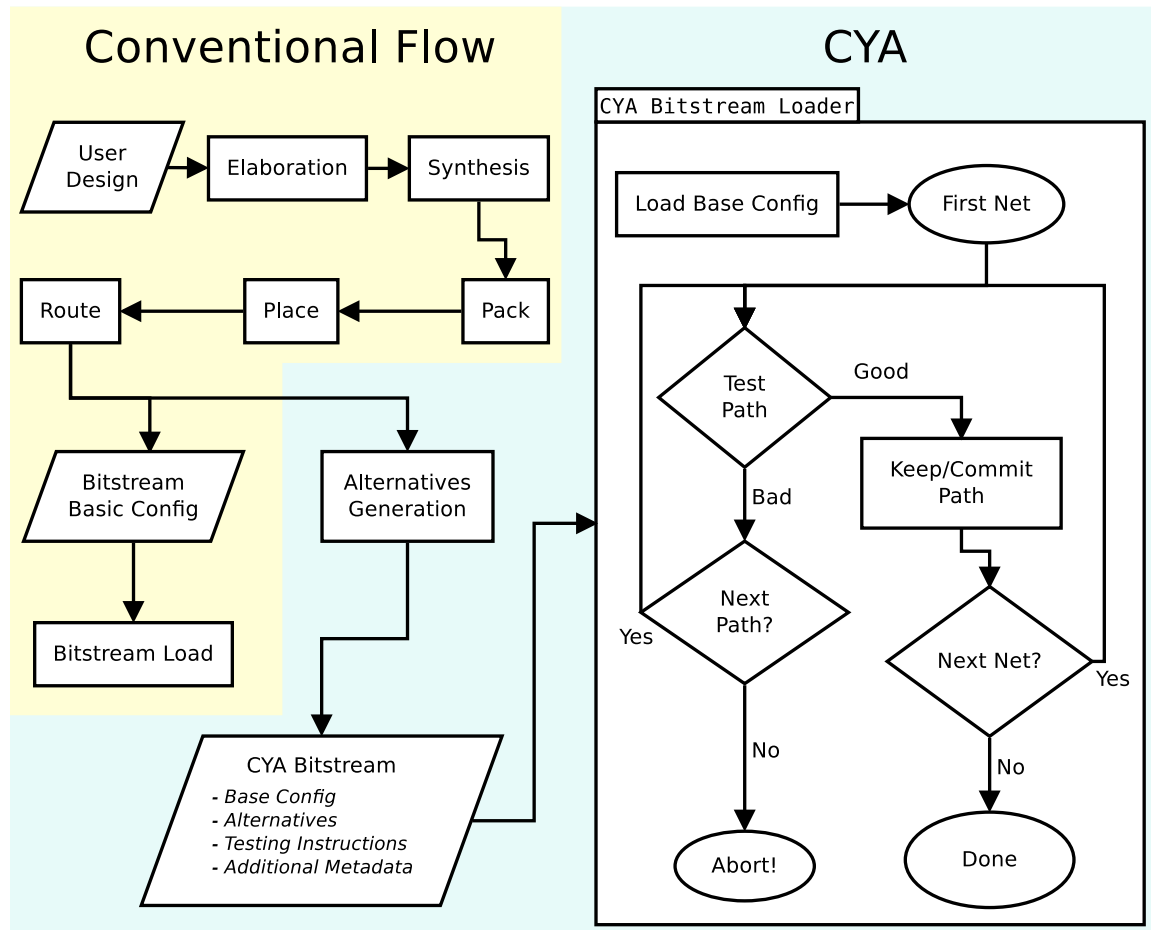 Conventional Flow
User
Design
Elaboration
Synthesis
Route
Place
Pack
Bitstream
Basic Config
Alternatives
Generation
Bitstream Load
CYA Bitstream
- Base Config
- Alternatives
- Testing Instructions
- Additional Metadata
CYA
CYA Bitstream Loader
Load Base Config
First Net
Test
Path
Good
Keep/Commit
Path
Bad
Next
Path?
Yes
Next Net?
Yes
No
No
Abort!
Done